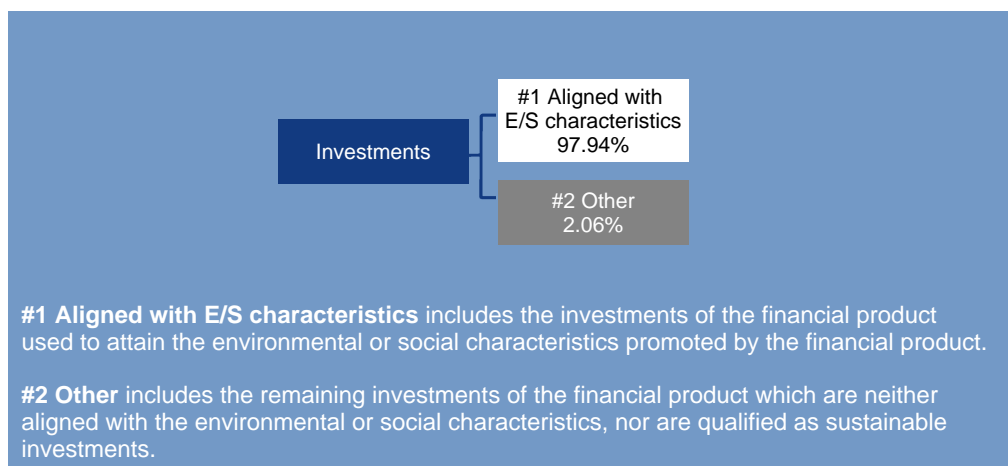 Investments
#1 Aligned with
E/S characteristics
97.94%
#2 Other
2.06%
#1 Aligned with E/S characteristics includes the investments of the financial product
used to attain the environmental or social characteristics promoted by the financial product.
#2 Other includes the remaining investments of the financial product which are neither
aligned with the environmental or social characteristics, nor are qualified as sustainable
investments.